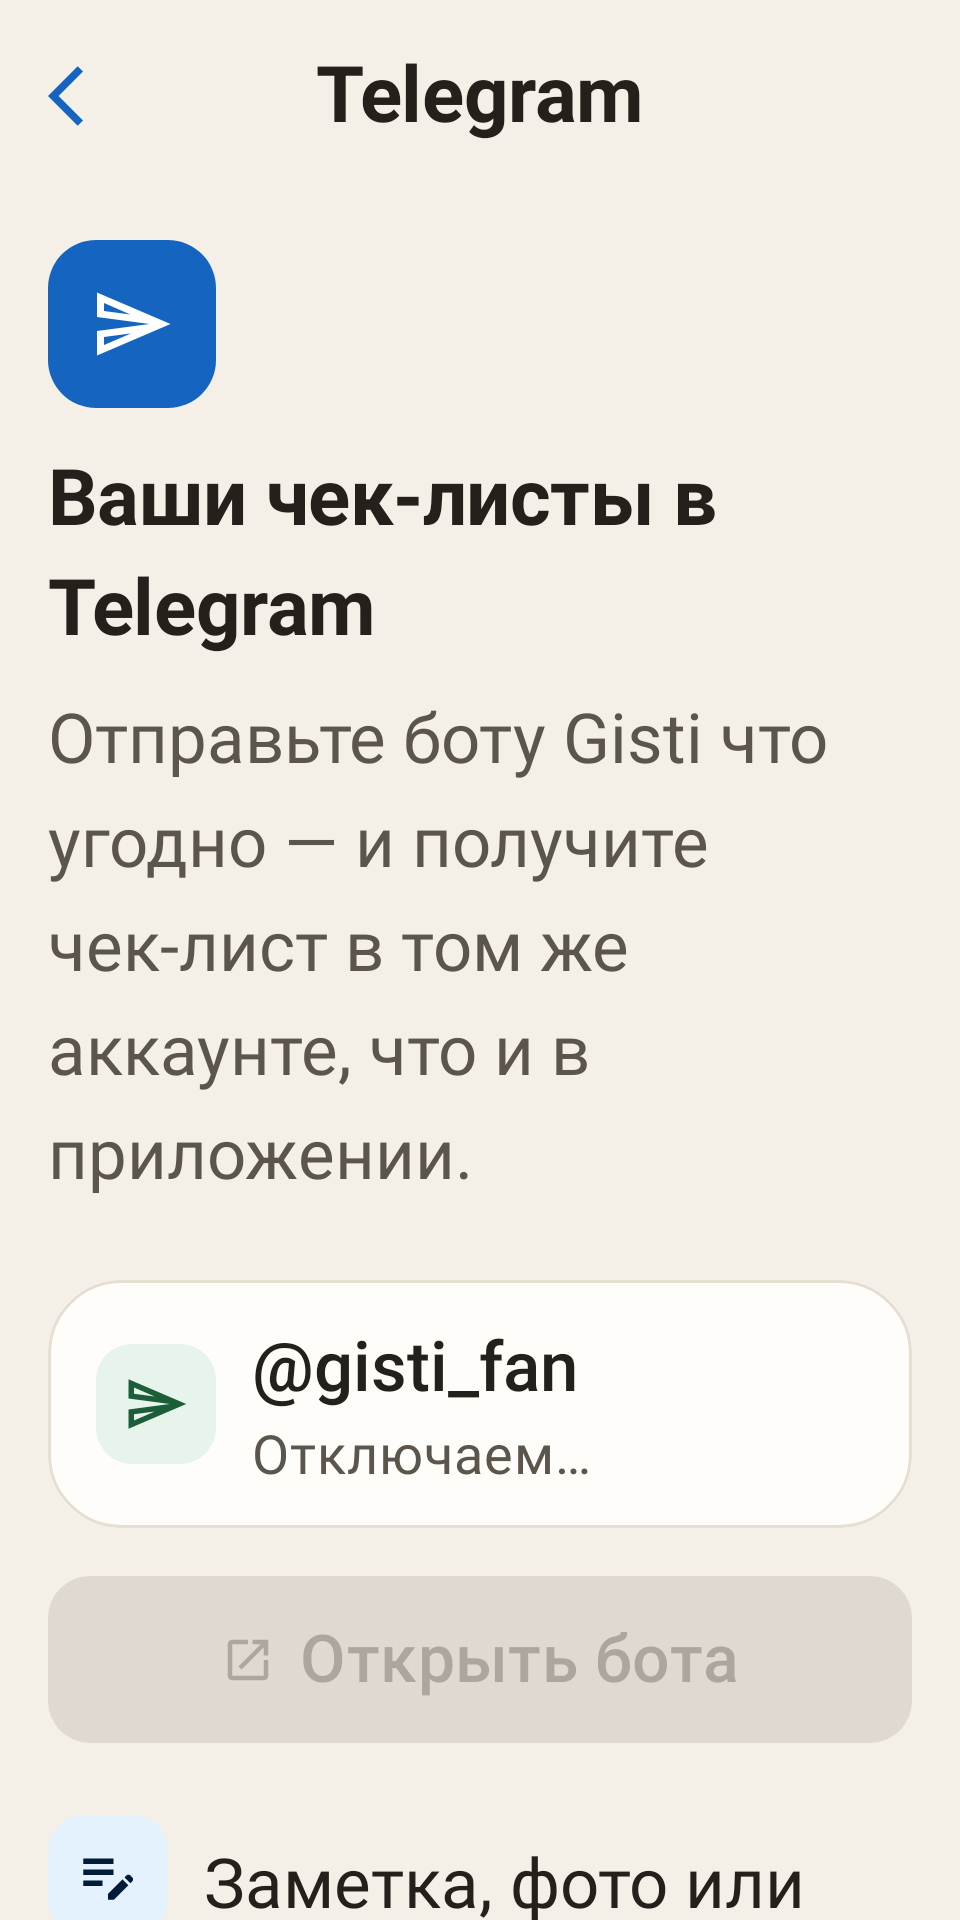 Telegram
Ваши чек-листы в
Telegram
Отправьте боту Gisti что
угодно — и получите
чек-лист в том же
аккаунте, что и в
приложении.
@gisti_fan
Отключаем…
Открыть бота
Заметка, фото или